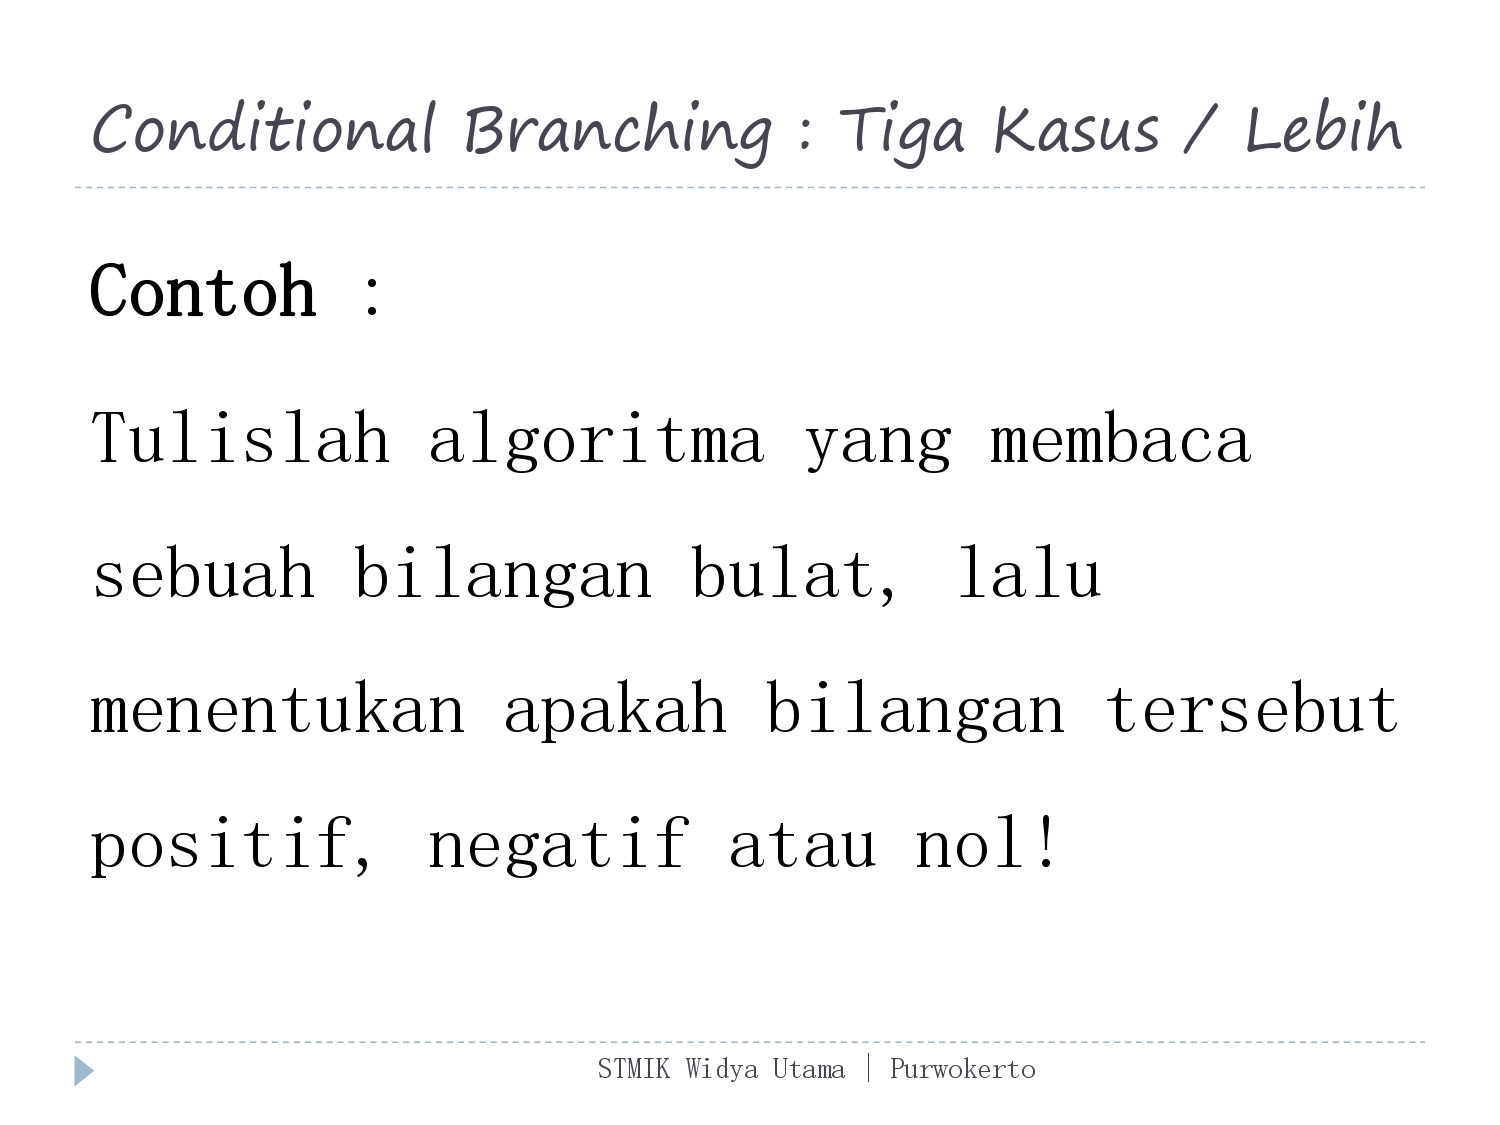 Conditional Branching : Tiga Kasus / Lebih
Contoh :
Tulislah algoritma yang membaca
sebuah bilangan bulat, lalu
menentukan apakah bilangan tersebut
positif, negatif atau nol!
STMIK Widya Utama | Purwokerto